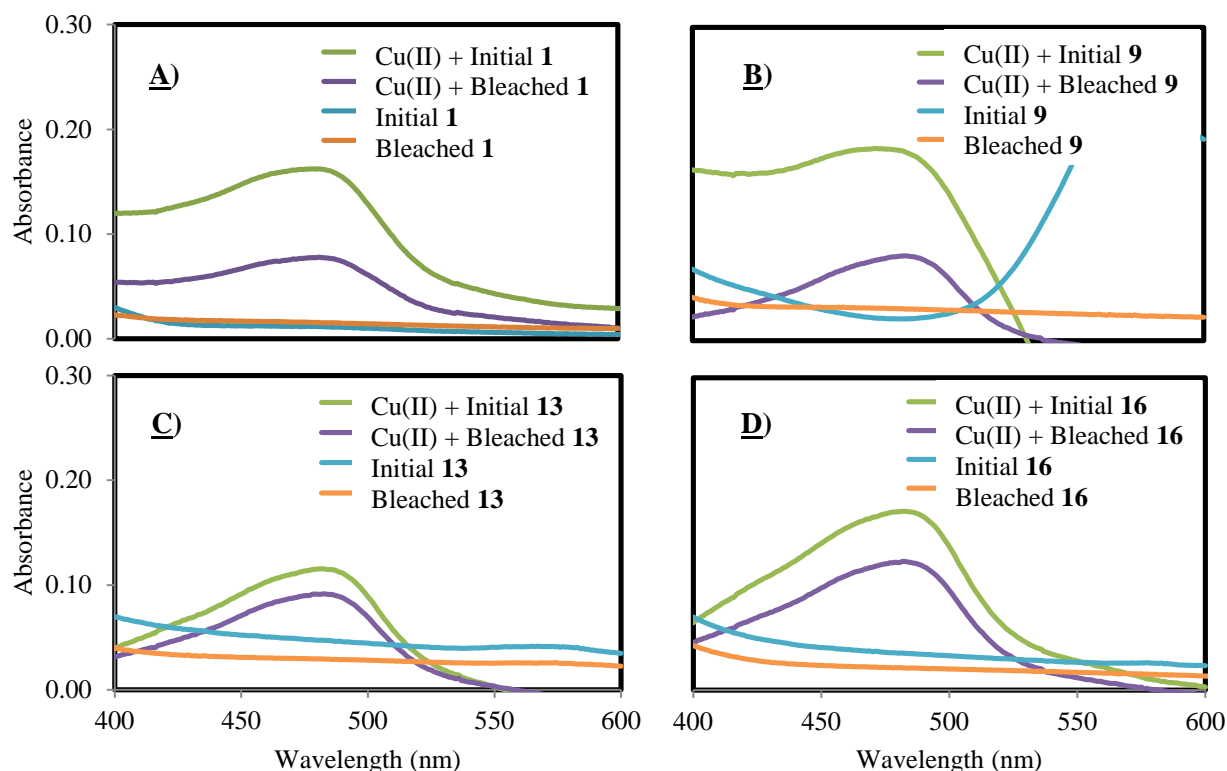 0.30
0.20
0.10
0.00
Absorbance
A)
Cu(II) + Initial 1
Cu(II) + Bleached 1
Initial 1
Bleached 1
B)
Cu(II) + Initial 9
Cu(II) + Bleached 9
Initial 9
Bleached 9
0.30
0.20
0.10
0.00
Absorbance
C)
Cu(II) + Initial 13
Cu(II) + Bleached 13
Initial 13
Bleached 13
400 450 500 550 600
Wavelength (nm)
D)
Cu(II) + Initial 16
Cu(II) + Bleached 16
Initial 16
Bleached 16
400 450 500 550 600
Wavelength (nm)